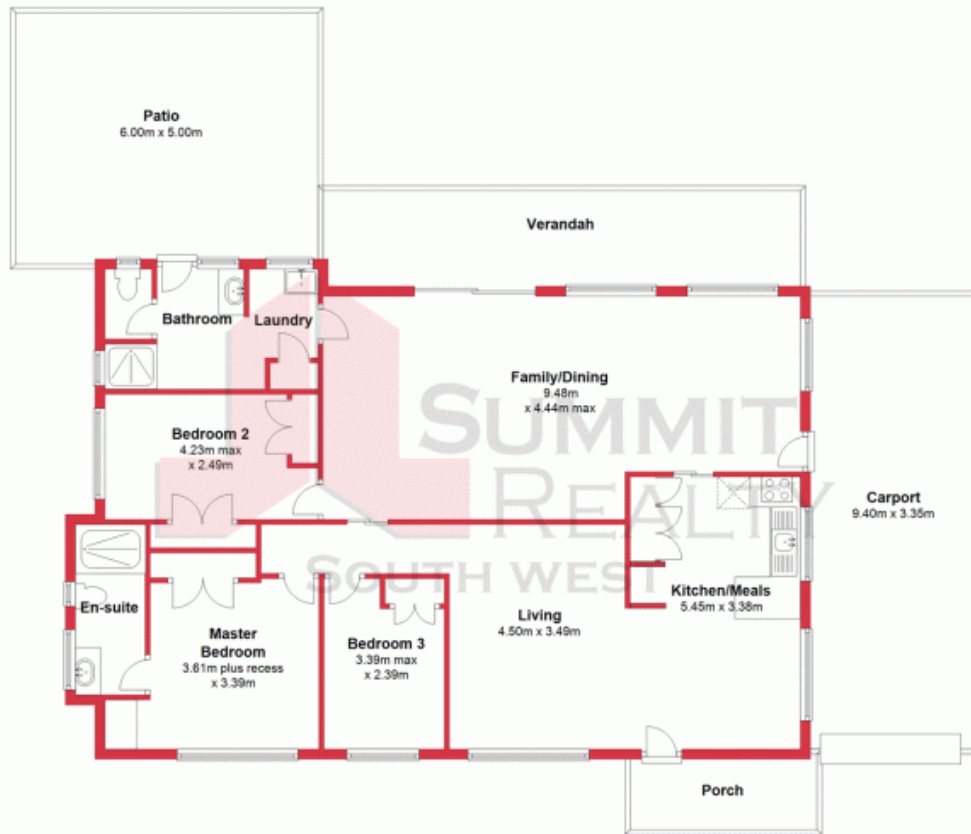 Patio
6.00m x 5.00m
Verandah
Bathroom
Laundry
Family/Dining
9.48m
x 4.44m max
Bedroom 2
4.23m max
x 2.49m
SUMMIT
REALTY
SOUTH WEST
Carport
9.40m x 3.35m
En-suite
Kitchen/Meals
5.45m x 3.38m
Living
4.50m x 3.49m
Master
Bedroom
3.61m plus recess
x 3.39m
Bedroom 3
3.39m max
x 2.39m
Porch